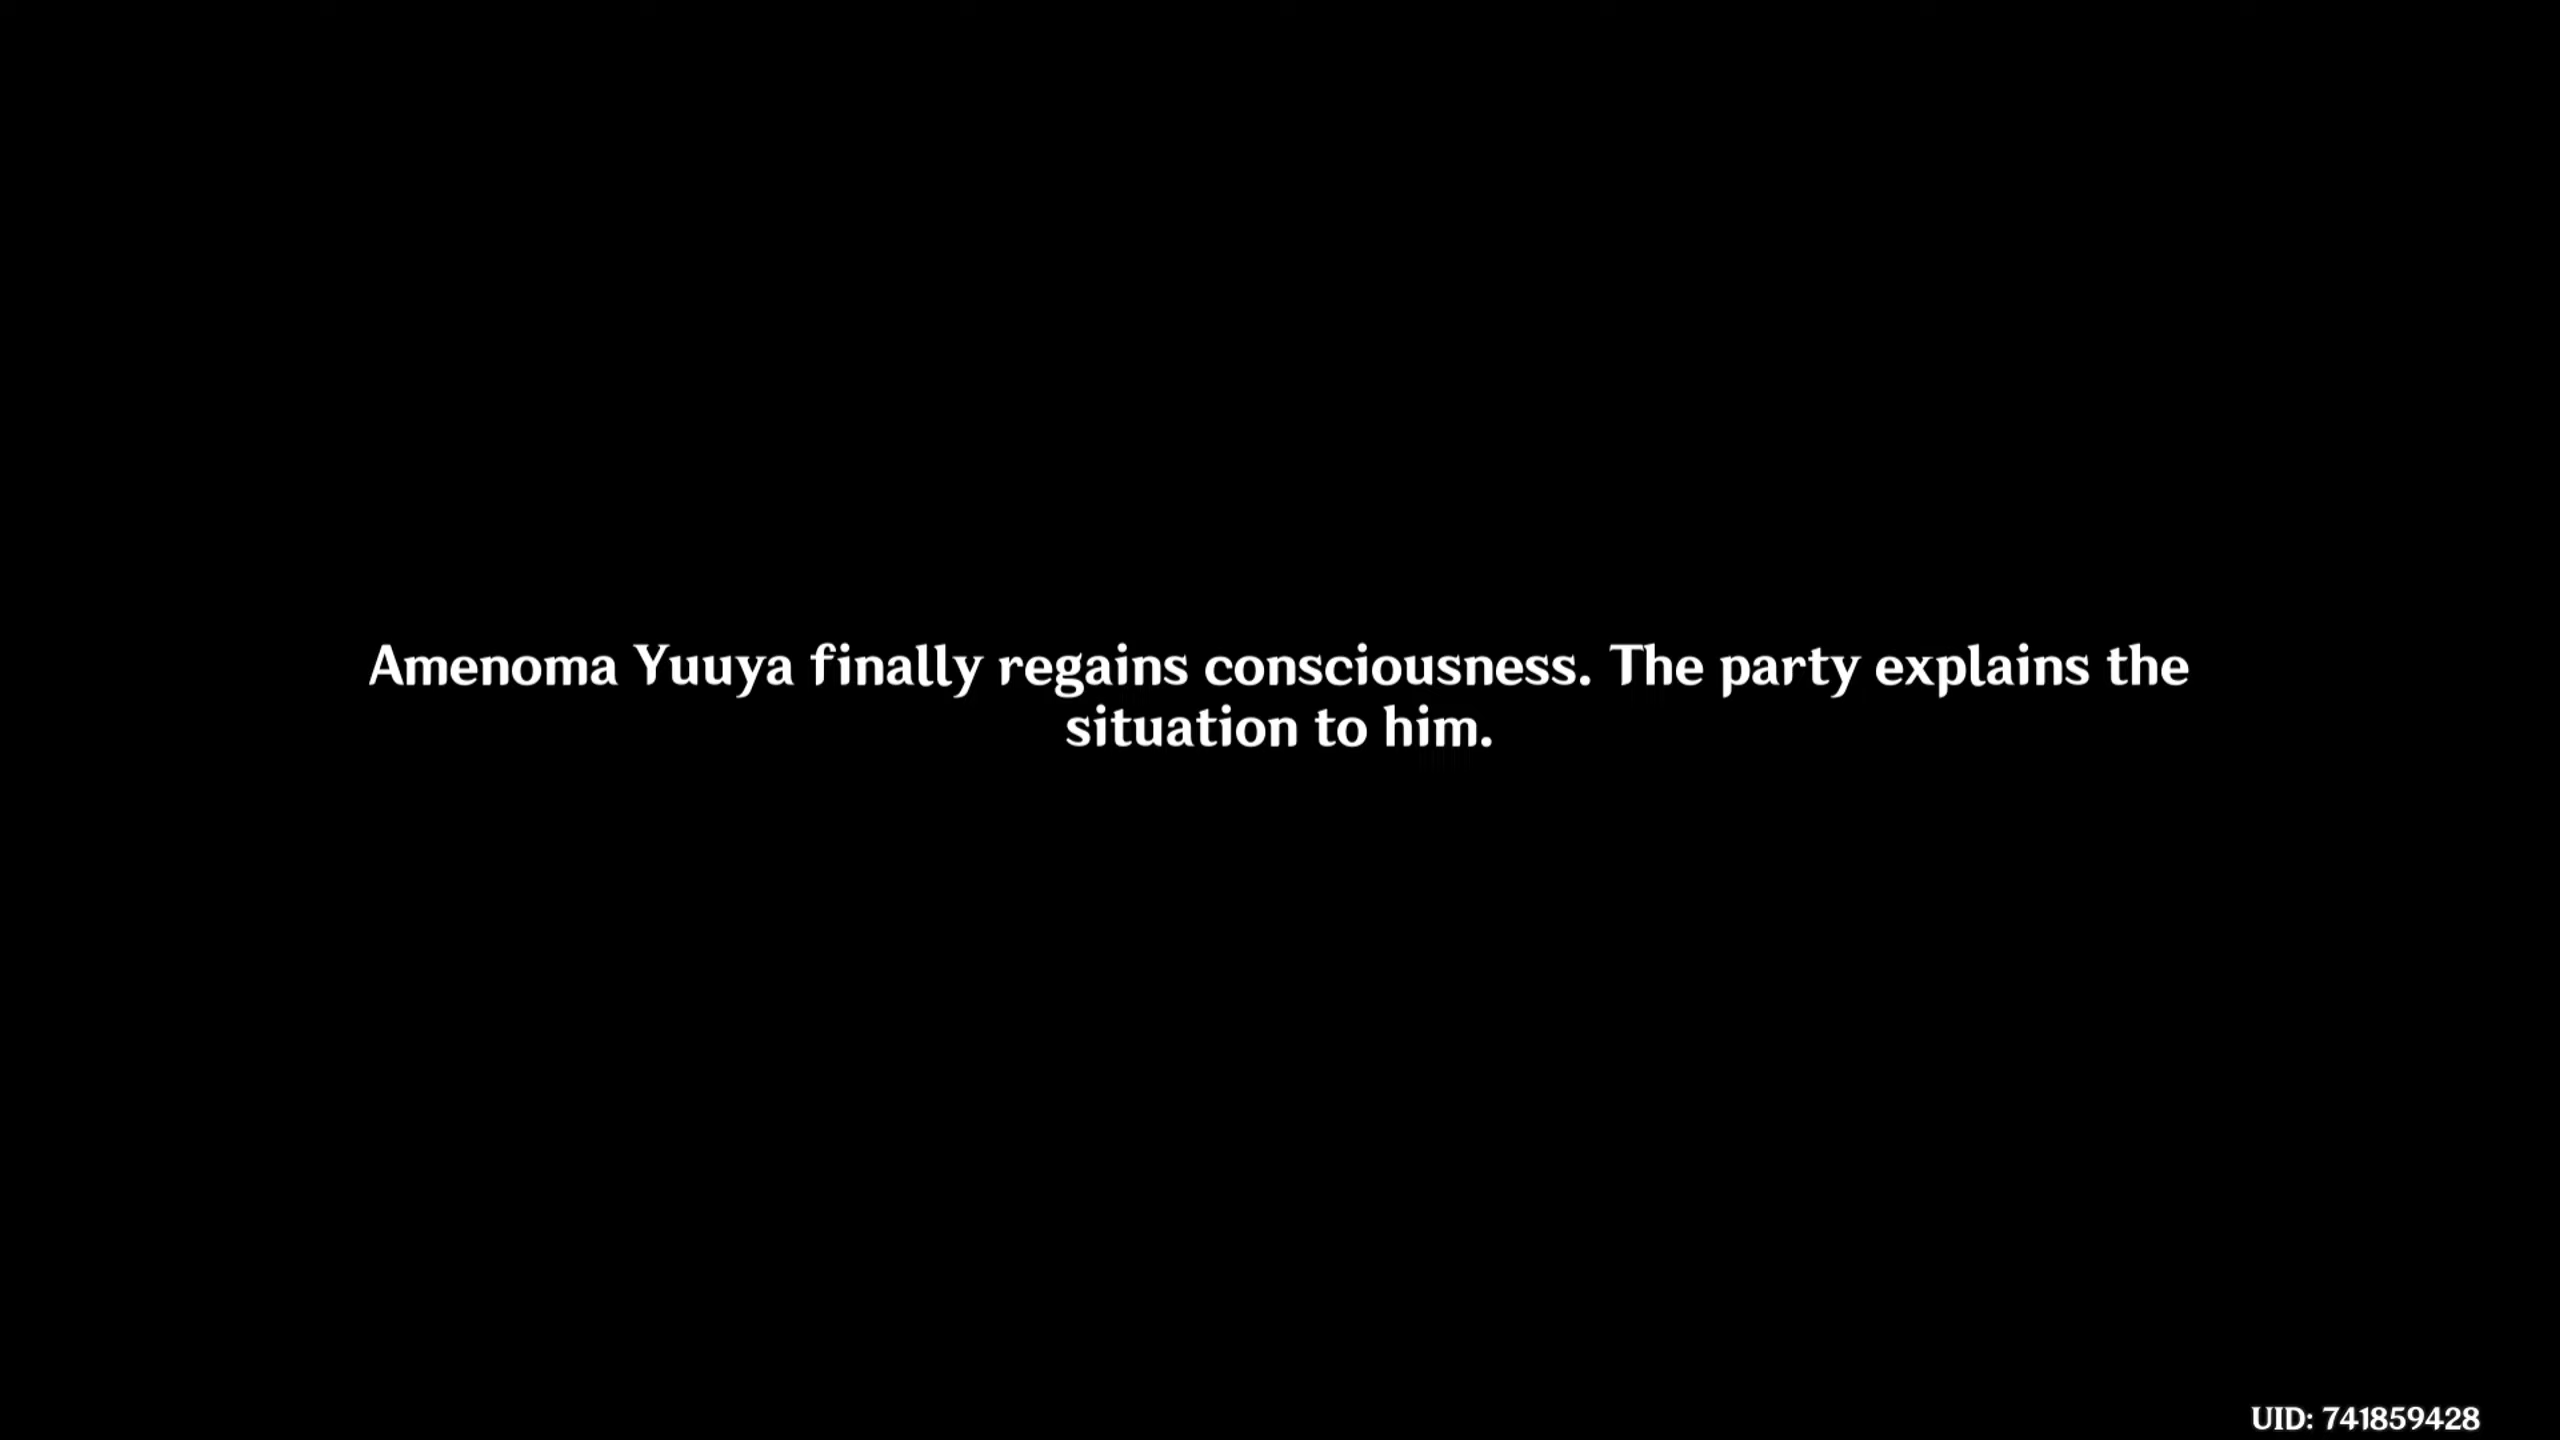 Amenoma Yuuya finally regains consciousness. The party explains the
situation to him.
UID: 741859428